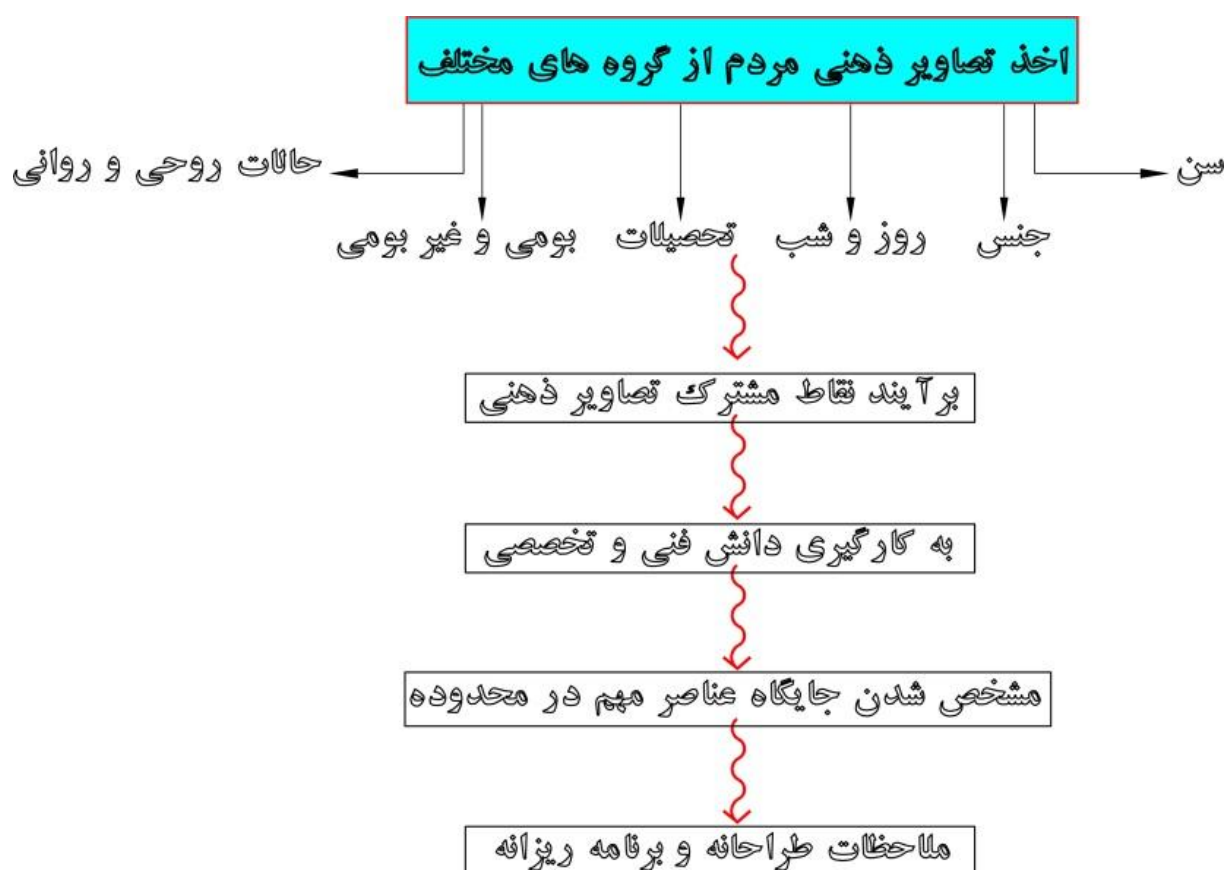 اخذ تصاویر ذهنی مردم از گروه های مختلف
سن
حالات روحی و روانی
جنس
روز و شب
تحصیلات
بومی و غیر بومی
برآیند نقاط مشترک تصاویر ذهنی
به کارگیری دانش فنی و تخصصی
مشخص شدن جایگاه عناصر مهم در محدوده
ملاحظات طراحانه و برنامه ریزانه